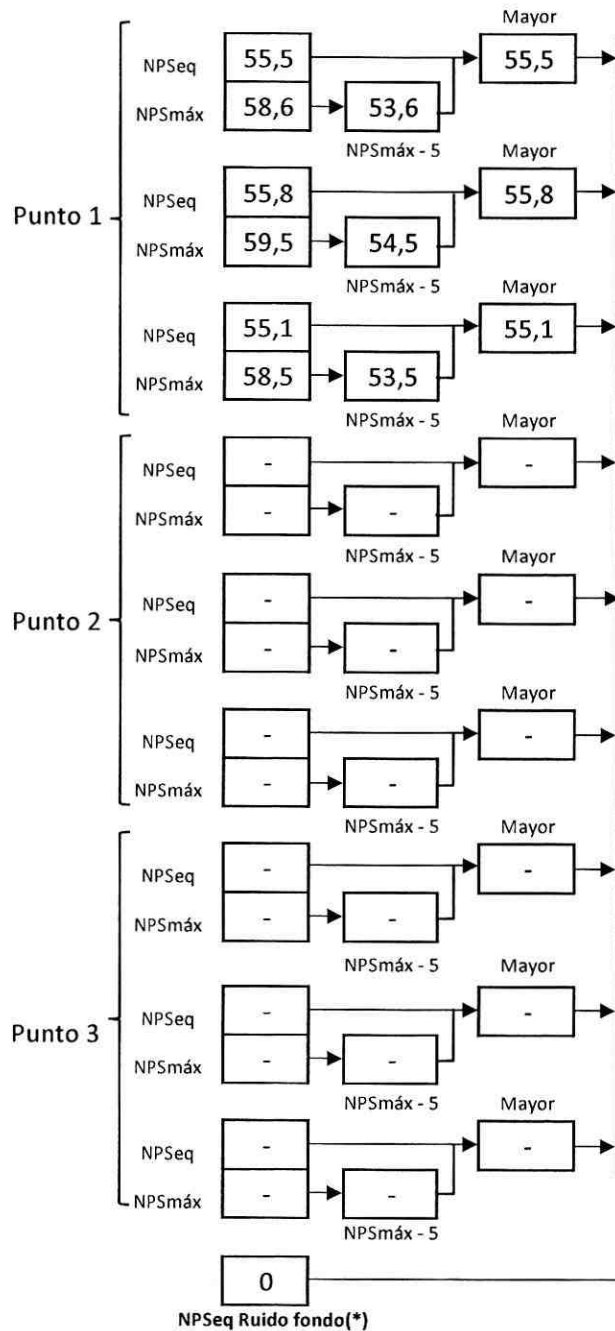 Mayor
NPSeq 55,5 55,5
NPSmáx 58,6 53,6
NPSmáx - 5
Mayor
NPSeq 55,8 55,8
Punto 1
NPSmáx 59,5 54,5
NPSmáx - 5
Mayor
NPSeq 55,1 55,1
NPSmáx 58,5 53,5
NPSmáx - 5
Mayor
NPSeq - -
NPSmáx - -
NPSmáx - 5
Mayor
NPSeq - -
Punto 2
NPSmáx - -
NPSmáx - 5
Mayor
NPSeq - -
NPSmáx - -
NPSmáx - 5
Mayor
NPSeq - -
NPSmáx - -
NPSmáx - 5
Mayor
NPSeq - -
Punto 3
NPSmáx - -
NPSmáx - 5
Mayor
NPSeq - -
NPSmáx - -
NPSmáx - 5
0
NPSeq Ruido fondo(*)